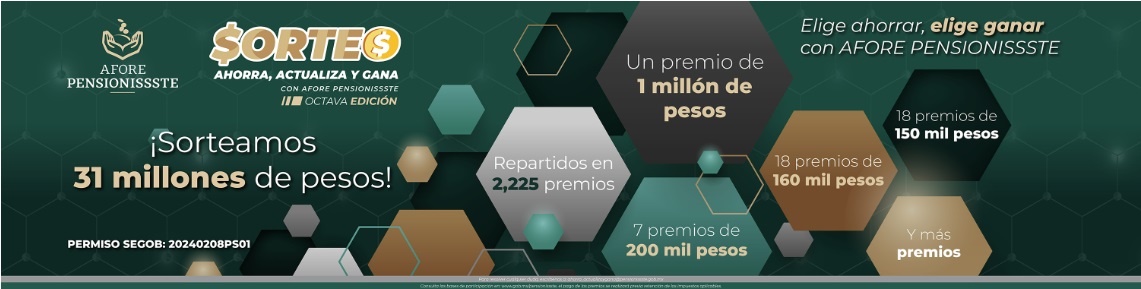 AFORE
PENSIONISSSTE
$ORTEO$
AHORRA, ACTUALIZA Y GANA
CON AFORE PENSIONISSSTE
OCTAVA EDICIÓN
¡Sorteamos
31 millones de pesos!
PERMISO SEGOB: 20240208PS01
Elige ahorrar, elige ganar
con AFORE PENSIONISSSTE
Un premio de
1 millón de
pesos
Repartidos en
2,225 premios
7 premios de
200 mil pesos
18 premios de
160 mil pesos
18 premios de
150 mil pesos
Y más
premios